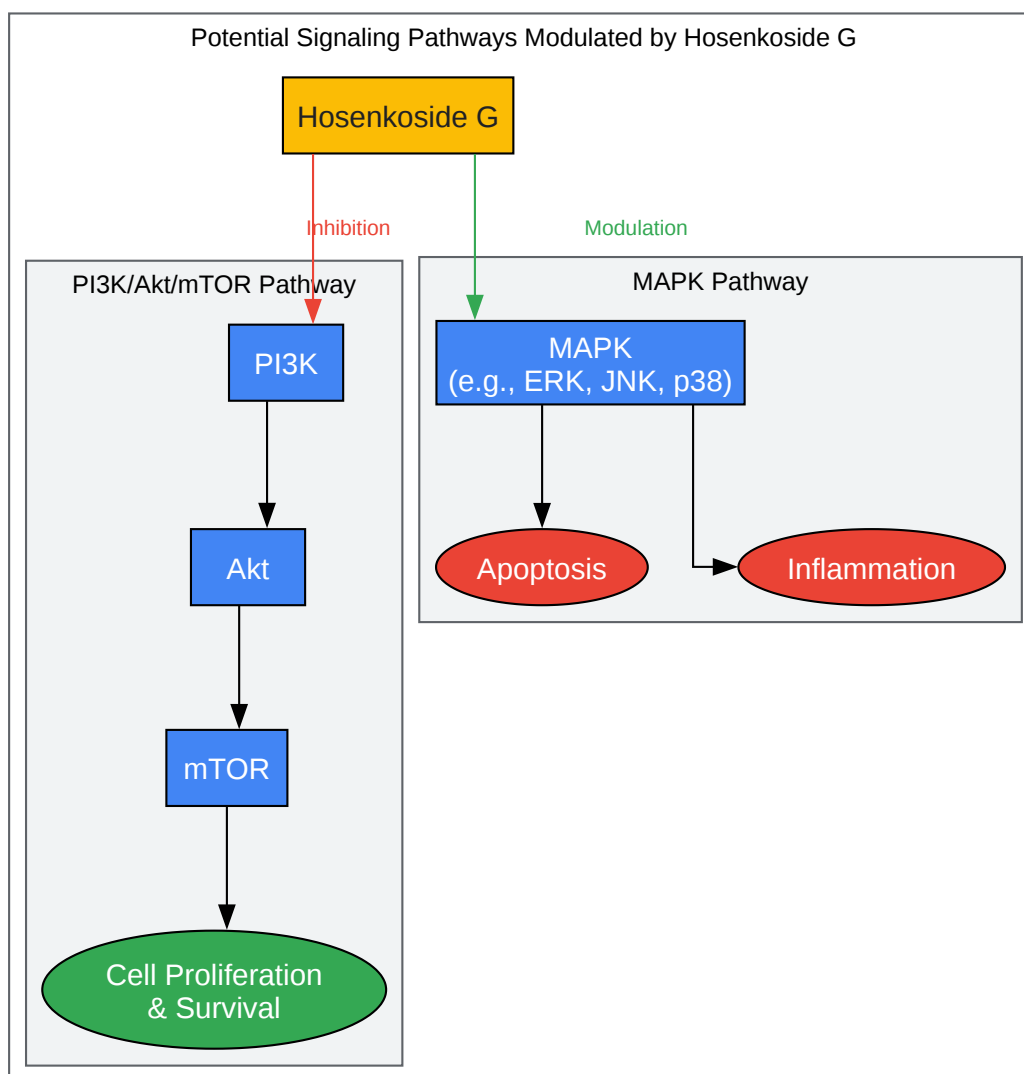 Potential Signaling Pathways Modulated by Hosenkoside G
Hosenkoside G
Inhibition
Modulation
PI3K/Akt/mTOR Pathway
PI3K
Akt
mTOR
Cell Proliferation
& Survival
MAPK Pathway
MAPK
(e.g., ERK, JNK, p38)
Apoptosis
Inflammation